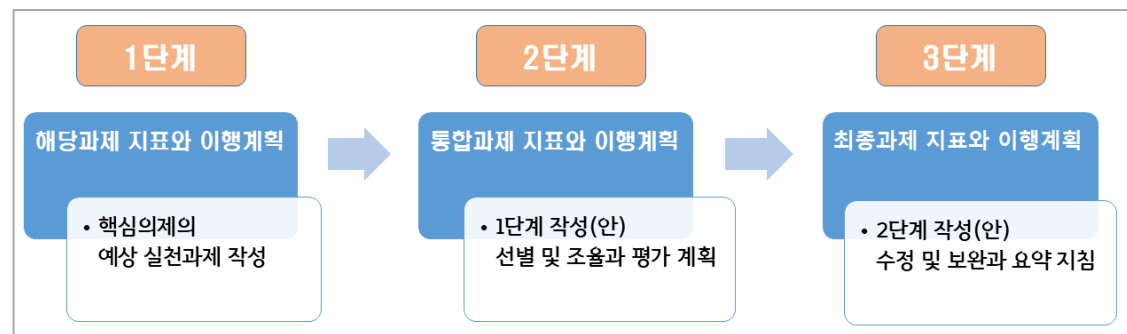 1단계
2단계
3단계
해당과제 지표와 이행계획
통합과제 지표와 이행계획
최종과제 지표와 이행계획
• 핵심의제의
예상 실천과제 작성
• 1단계 작성(안)
선별 및 조율과 평가 계획
• 2단계 작성(안)
수정 및 보완과 요약 지침